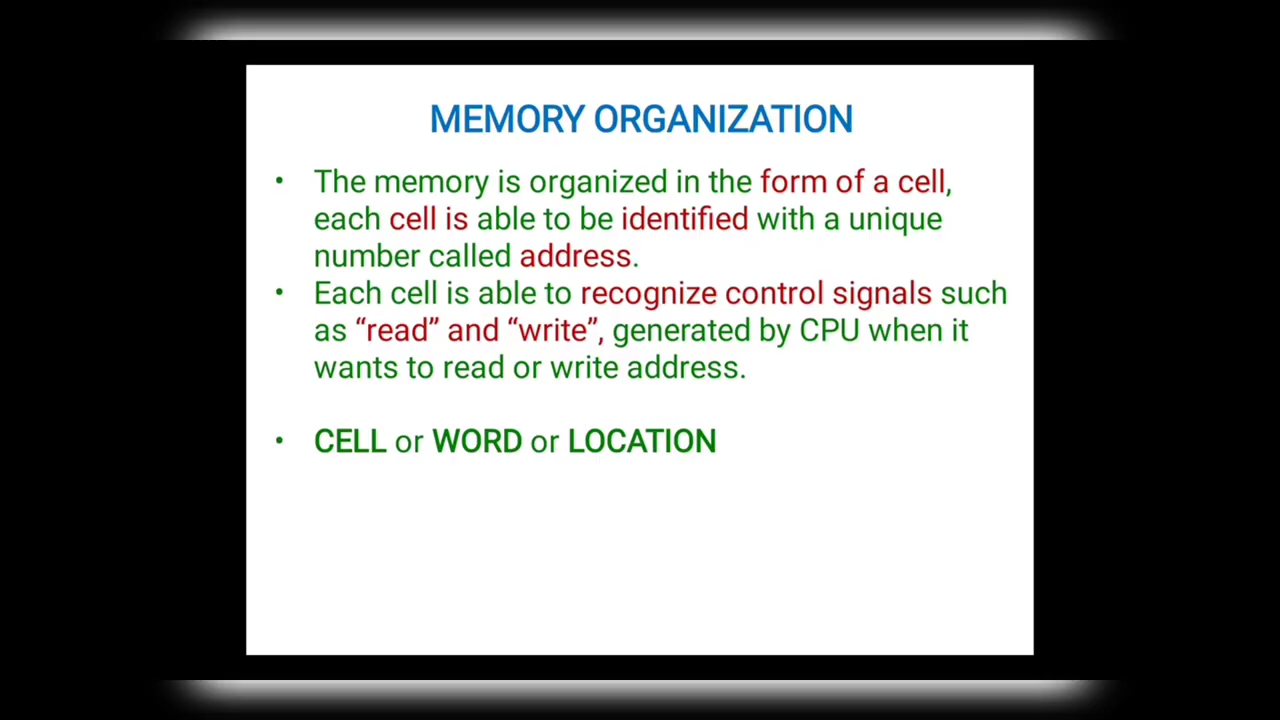 MEMORY ORGANIZATION
• The memory is organized in the form of a cell,
each cell is able to be identified with a unique
number called address.
• Each cell is able to recognize control signals such
as “read” and “write”, generated by CPU when it
wants to read or write address.
• CELL or WORD or LOCATION